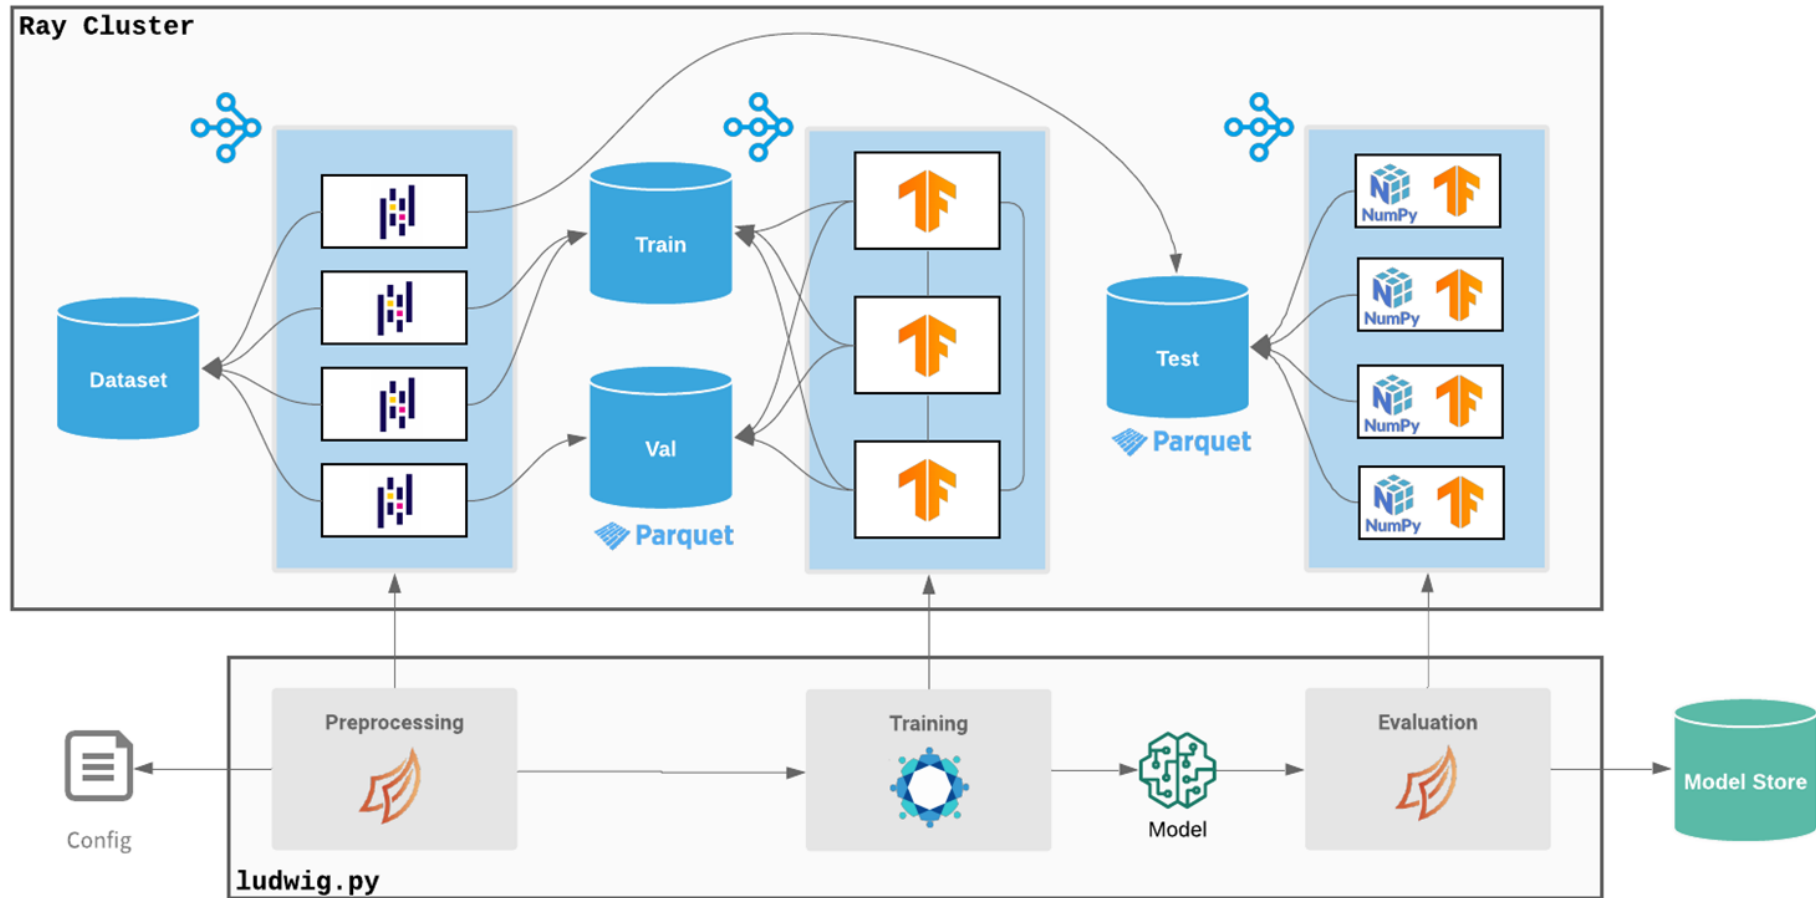 Ray Cluster
Dataset
Train
Val
Parquet
Test
Parquet
NumPy
NumPy
NumPy
NumPy
Preprocessing
Training
Model
Evaluation
Config
Model Store
ludwig.py